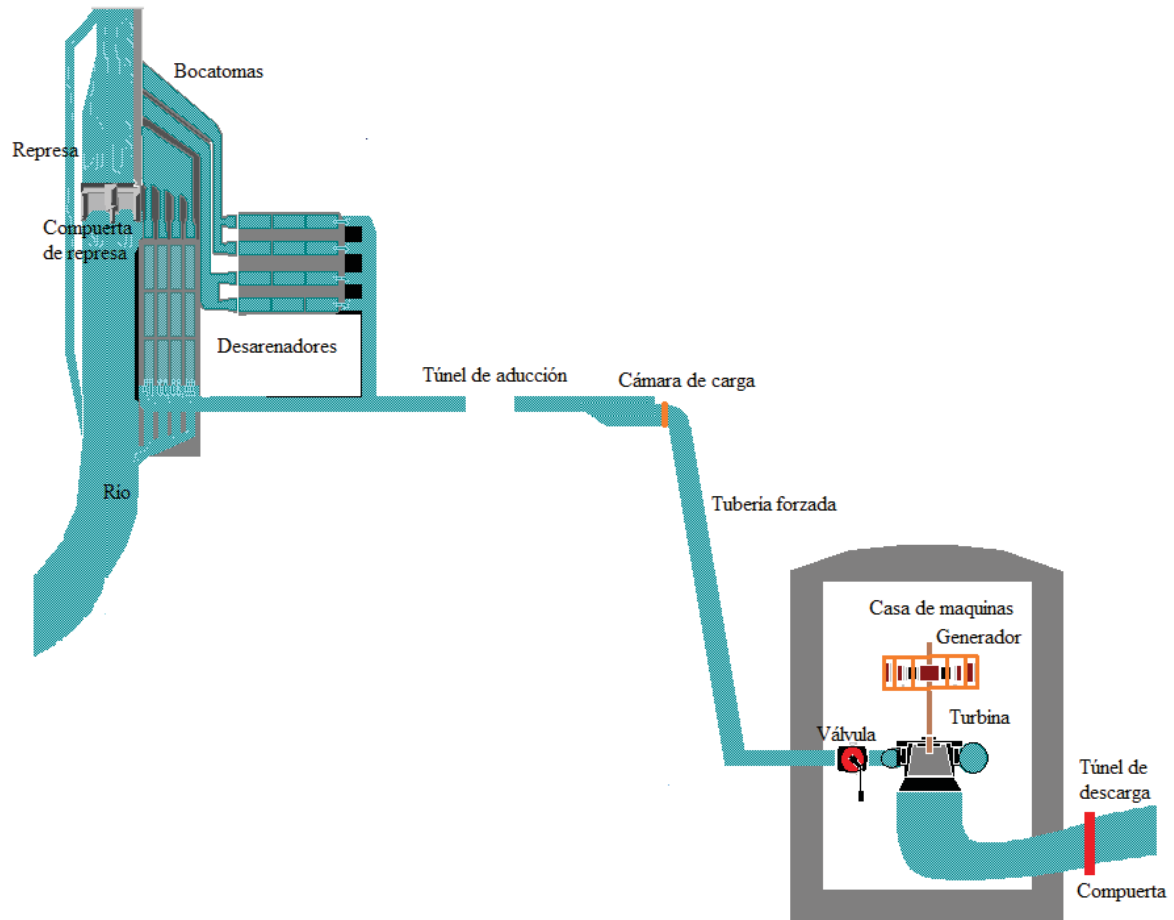 Bocatomas
Represa
Compuerta
de represa
Desarenadores
Túnel de aducción
Cámara de carga
Río
Tubería forzada
Casa de maquinas
Generador
Válvula
Turbina
Túnel de
descarga
Compuerta